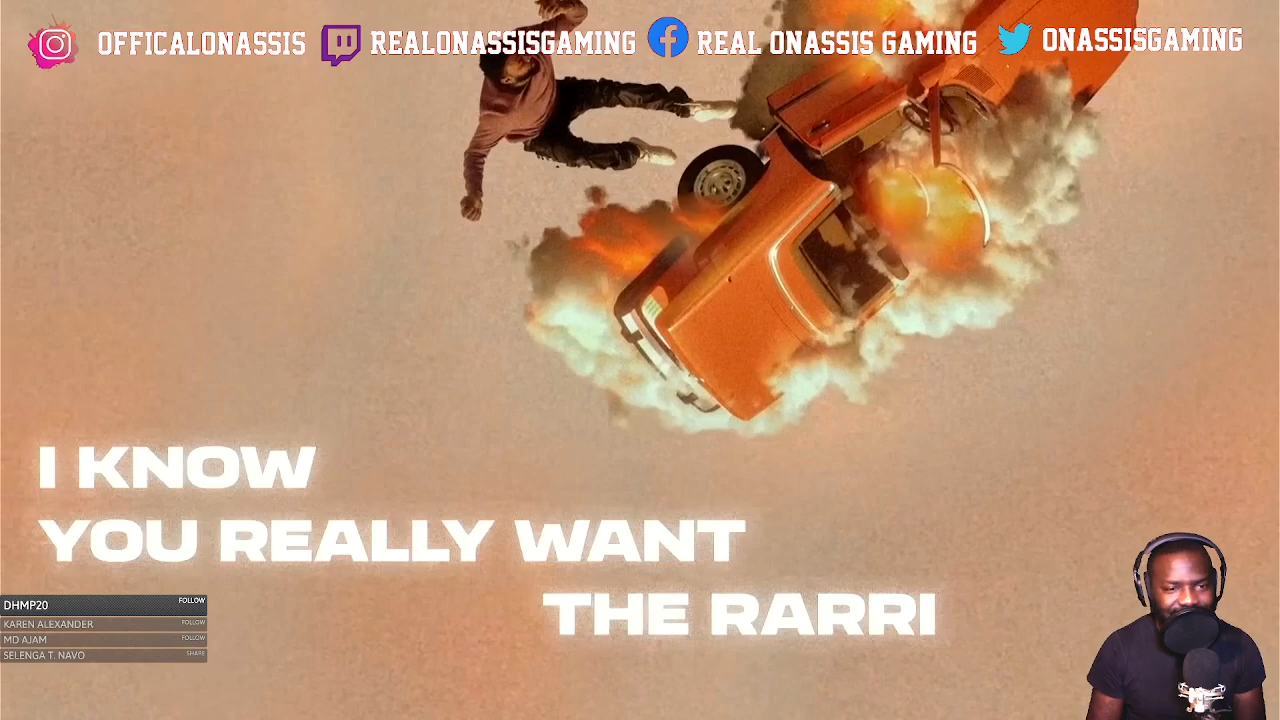 OFFICALONASSIS REALONASSISGAMING REAL ONASSIS GAMING ONASSISGAMING
I KNOW
YOU REALLY WANT
THE RARRI
DHMP20 FOLLOW
KAREN ALEXANDER FOLLOW
MD AJAM FOLLOW
SELENGA T. NAVO SHARE